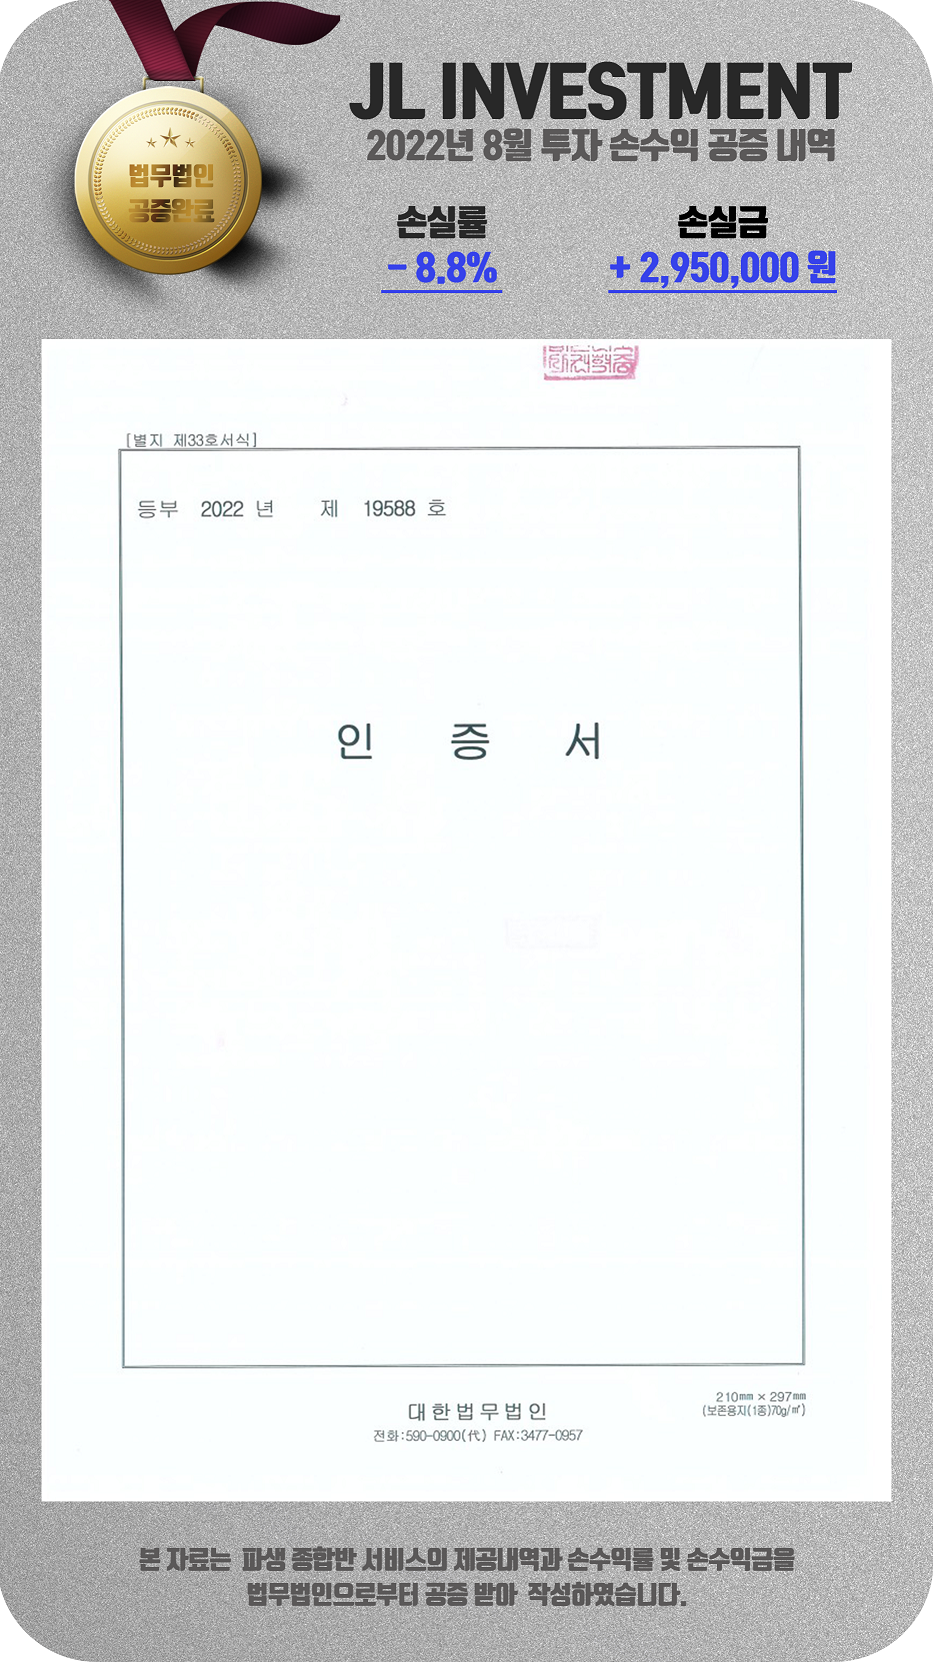 JL INVESTMENT
2022년 8월 투자 손수익 공증 내역
법무법인
공증완료
손실률
손실금
- 8.8%
+ 2,950,000 원
[별지 제33호서식]
등부 2022 년 제 19588 호
인 증 서
210㎜ × 297㎜
(보존용지(1종)70g/㎡)
대한법무법인
전화:590-0900(代) FAX:3477-0957
본 자료는 파생 종합반 서비스의 제공내역과 손수익률 및 손수익금을
법무법인으로부터 공증 받아 작성하였습니다.